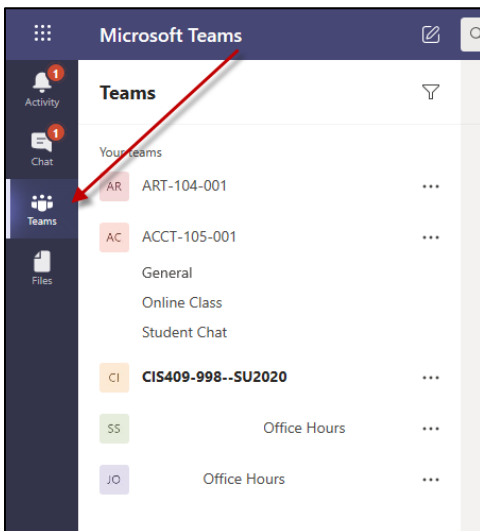 Microsoft Teams
1
Activity
1
Chat
Teams
Files
Teams
Your teams
AR ART-104-001
AC ACCT-105-001
General
Online Class
Student Chat
CI CIS409-998--SU2020
SS Office Hours
JO Office Hours